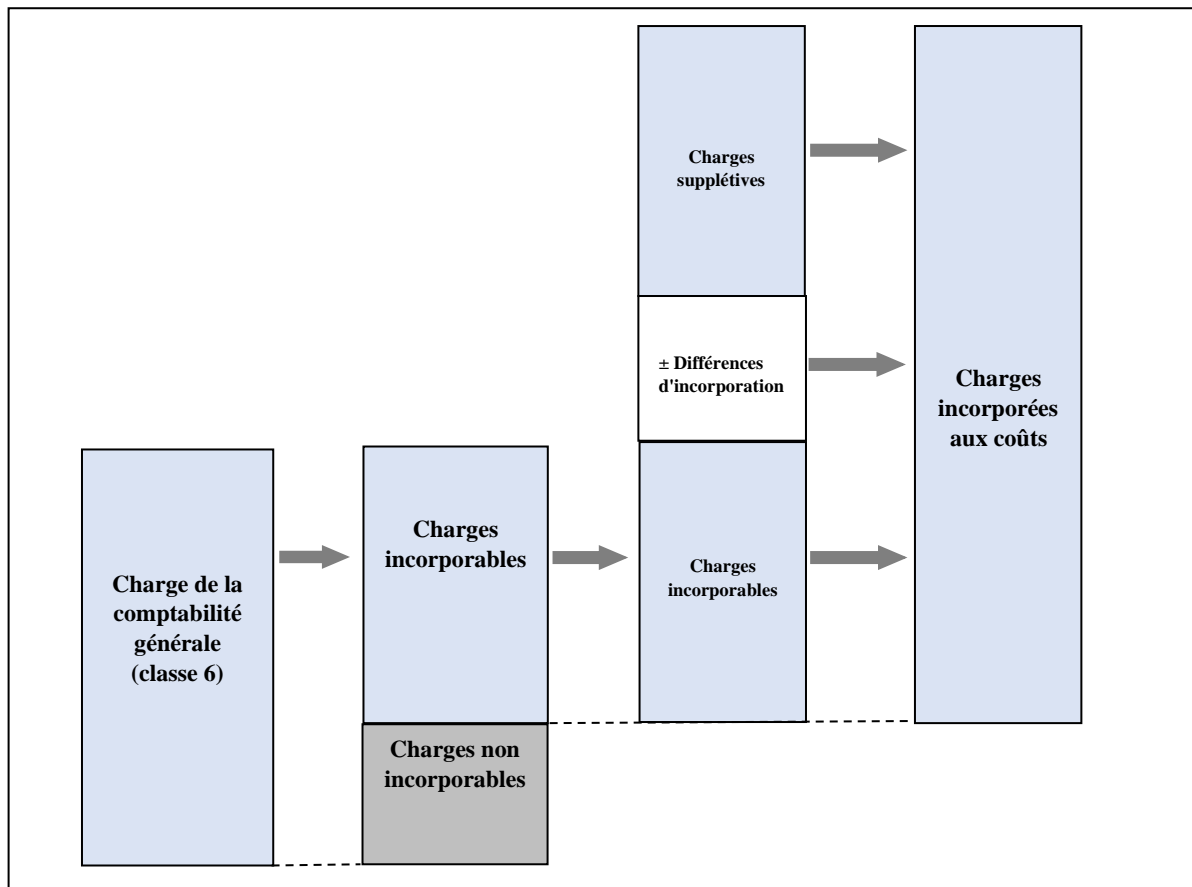 Charge de la
comptabilité
générale
(classe 6)
Charges
incorporables
Charges non
incorporables
Charges
supplétives
± Différences
d'incorporation
Charges
incorporables
Charges
incorporées
aux coûts